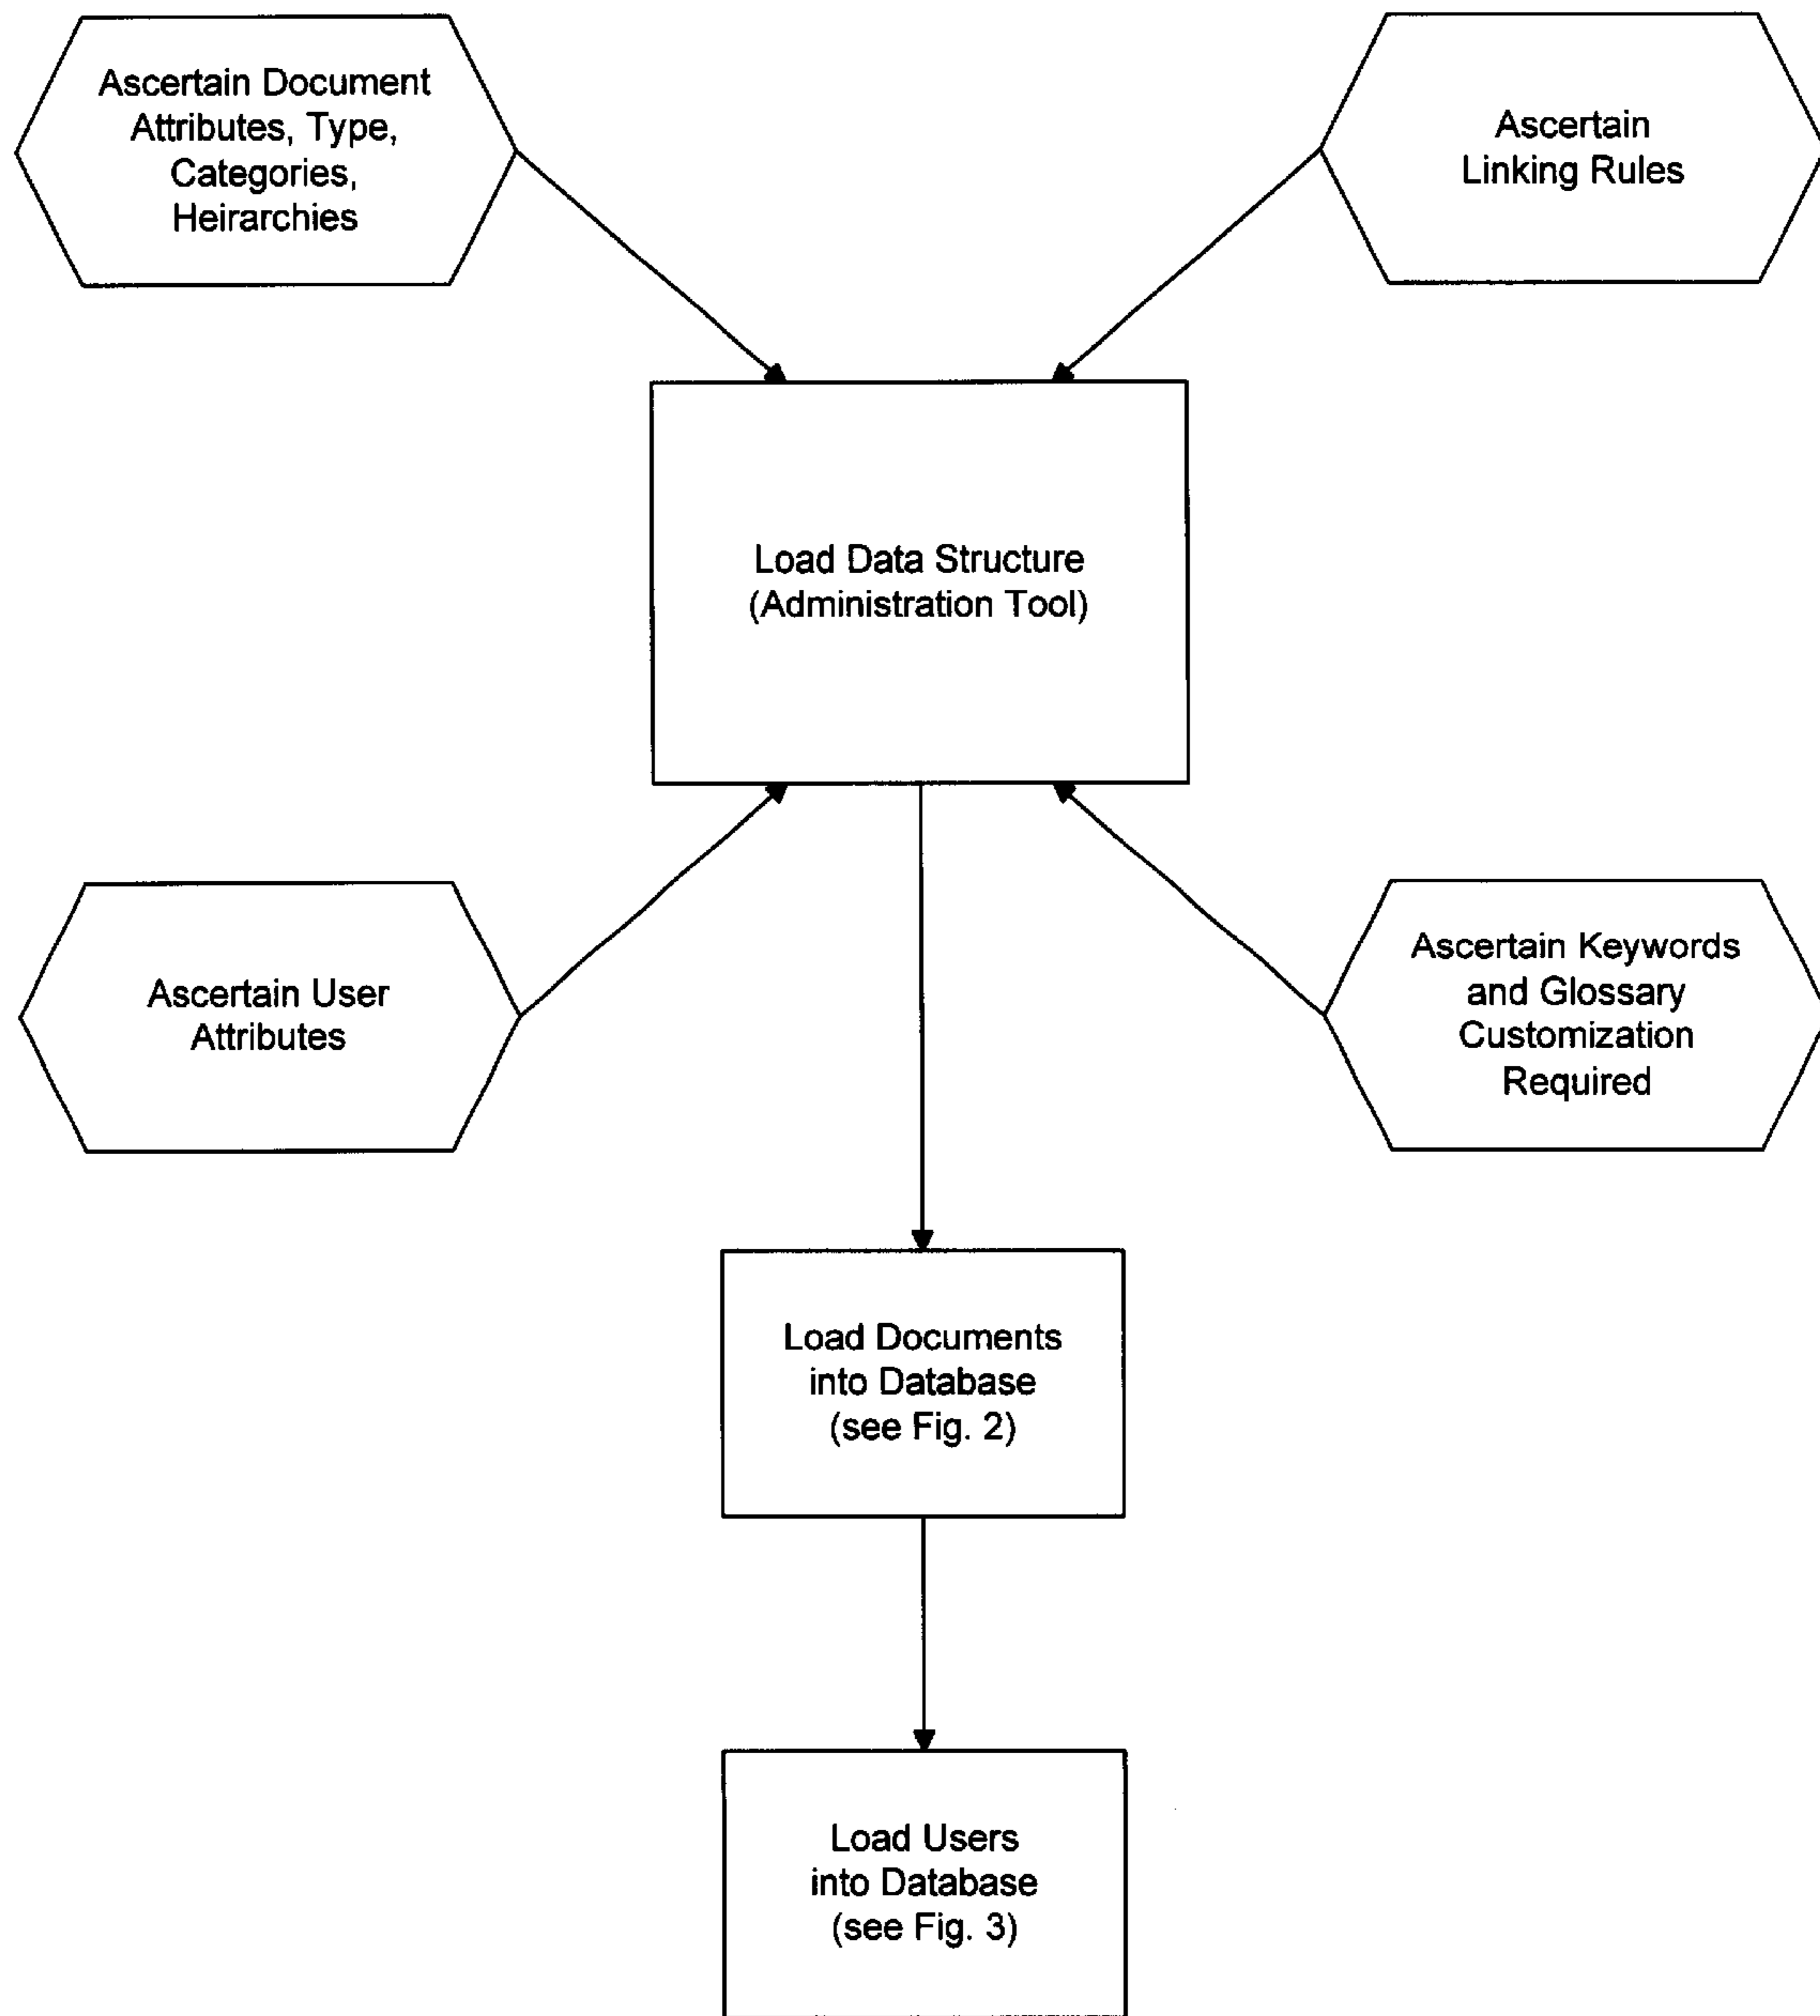 Ascertain Document
Attributes, Type,
Categories,
Heirarchies
Ascertain
Linking Rules
Load Data Structure
(Administration Tool)
Ascertain User
Attributes
Ascertain Keywords
and Glossary
Customization
Required
Load Documents
into Database
(see Fig. 2)
Load Users
into Database
(see Fig. 3)